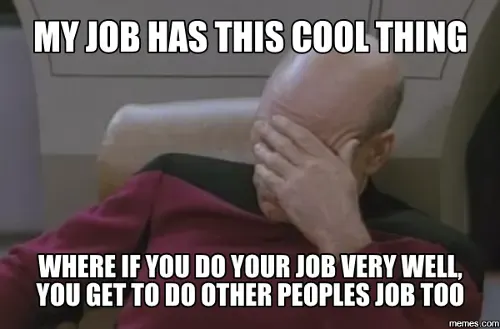 MY JOB HAS THIS COOL THING
WHERE IF YOU DO YOUR JOB VERY WELL,
YOU GET TO DO OTHER PEOPLES JOB TOO
memes.com